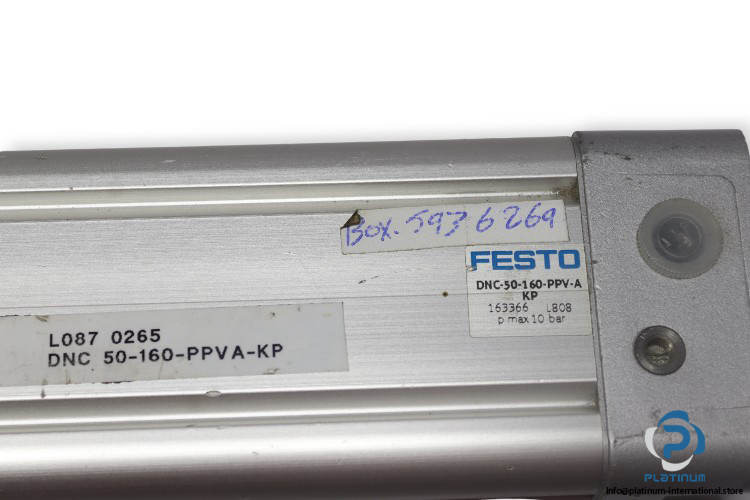 Box. 5936269
FESTO
DNC-50-160-PPV-A
KP
163366 L808
p max 10 bar
L087 0265
DNC 50-160-PPVA-KP
PLATINUM
Info@platinum-international.store